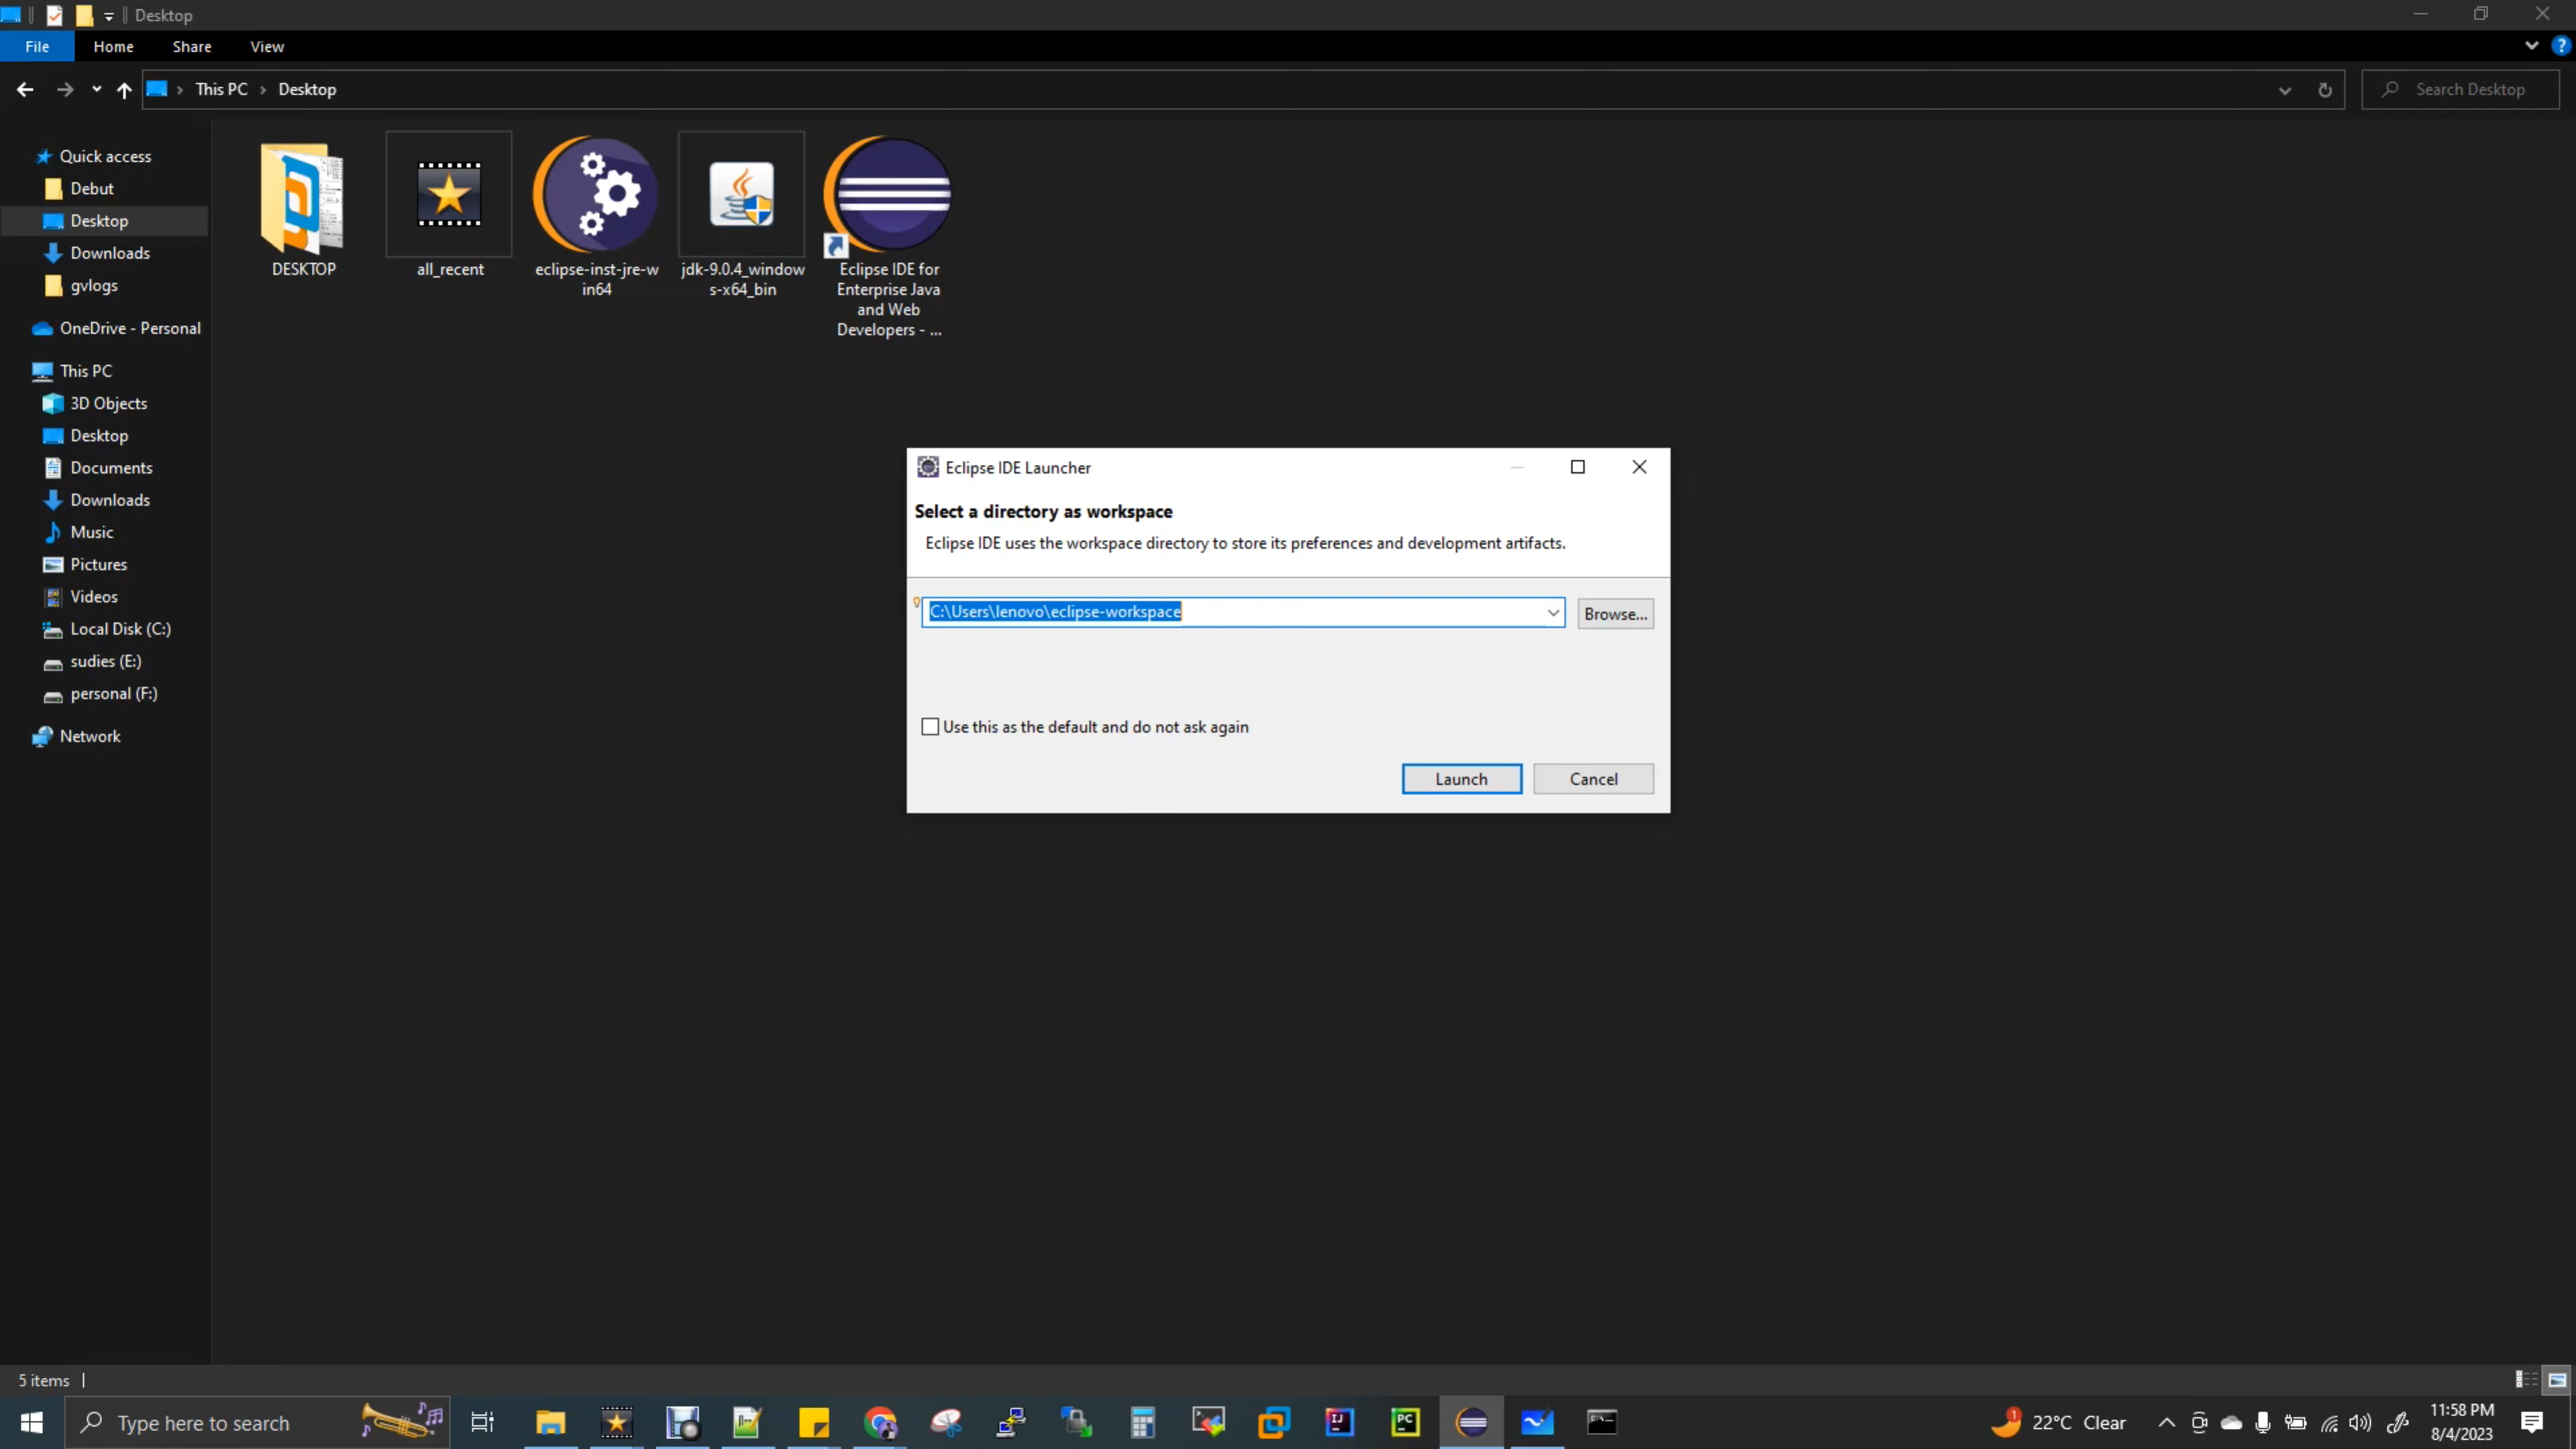 Desktop
File Home Share View
This PC > Desktop
Search Desktop
Quick access
Debut
Desktop
Downloads
gvlogs
OneDrive - Personal
This PC
3D Objects
Desktop
Documents
Downloads
Music
Pictures
Videos
Local Disk (C:)
sudies (E:)
personal (F:)
Network
DESKTOP
all_recent
eclipse-inst-jre-w
in64
jdk-9.0.4_window
s-x64_bin
Eclipse IDE for
Enterprise Java
and Web
Developers - ...
Eclipse IDE Launcher
Select a directory as workspace
Eclipse IDE uses the workspace directory to store its preferences and development artifacts.
C:\Users\lenovo\eclipse-workspace
Browse...
Use this as the default and do not ask again
Launch
Cancel
5 items
Type here to search
IJ
PC
1
22°C Clear
11:58 PM
8/4/2023